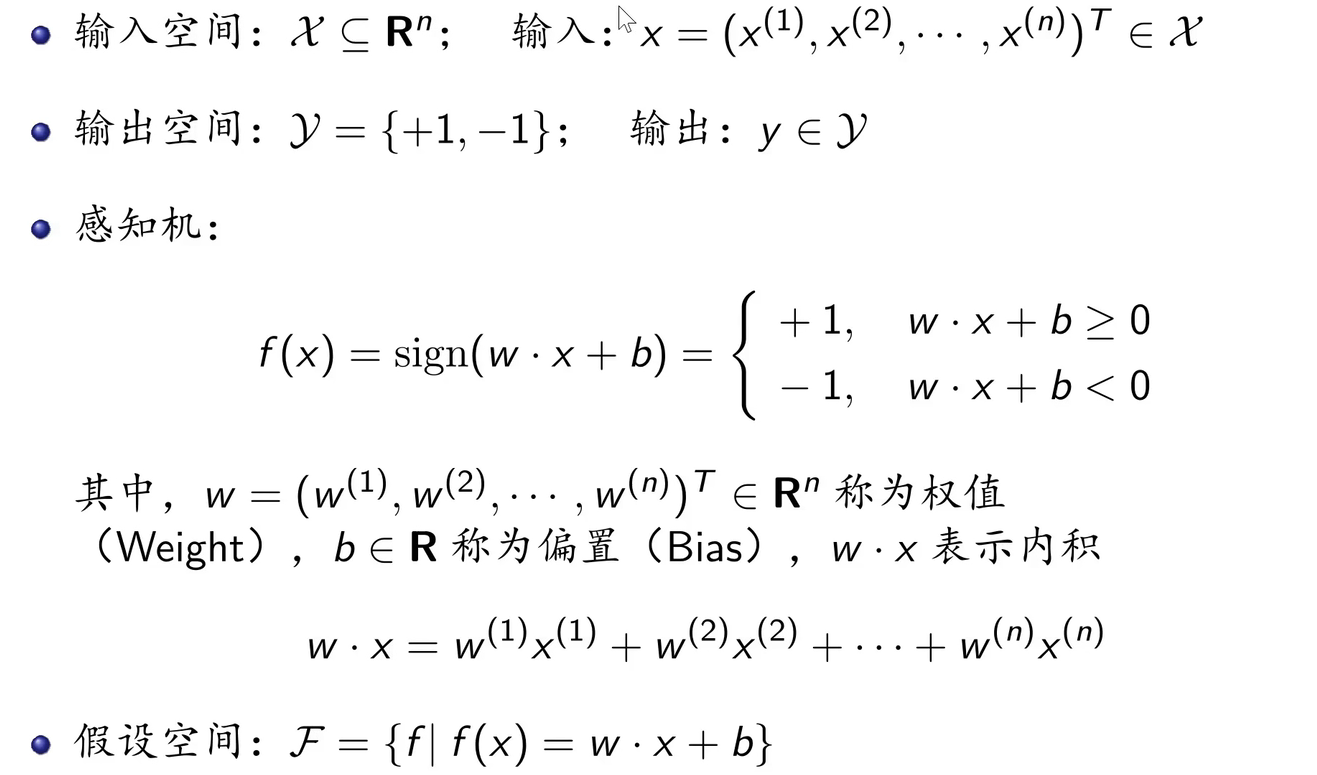 输入空间：𝒳 ⊆ Rⁿ； 输入：x = (x⁽¹⁾, x⁽²⁾, ⋯ , x⁽ⁿ⁾)ᵀ ∈ 𝒳
输出空间：𝒴 = {+1, −1}； 输出：y ∈ 𝒴
感知机：
f(x) = sign(w · x + b) = { +1, w · x + b ≥ 0
− 1, w · x + b < 0
其中，w = (w⁽¹⁾, w⁽²⁾, ⋯ , w⁽ⁿ⁾)ᵀ ∈ Rⁿ 称为权值
（Weight），b ∈ R 称为偏置（Bias），w · x 表示内积
w · x = w⁽¹⁾x⁽¹⁾ + w⁽²⁾x⁽²⁾ + ⋯ + w⁽ⁿ⁾x⁽ⁿ⁾
假设空间：ℱ = {f| f(x) = w · x + b}